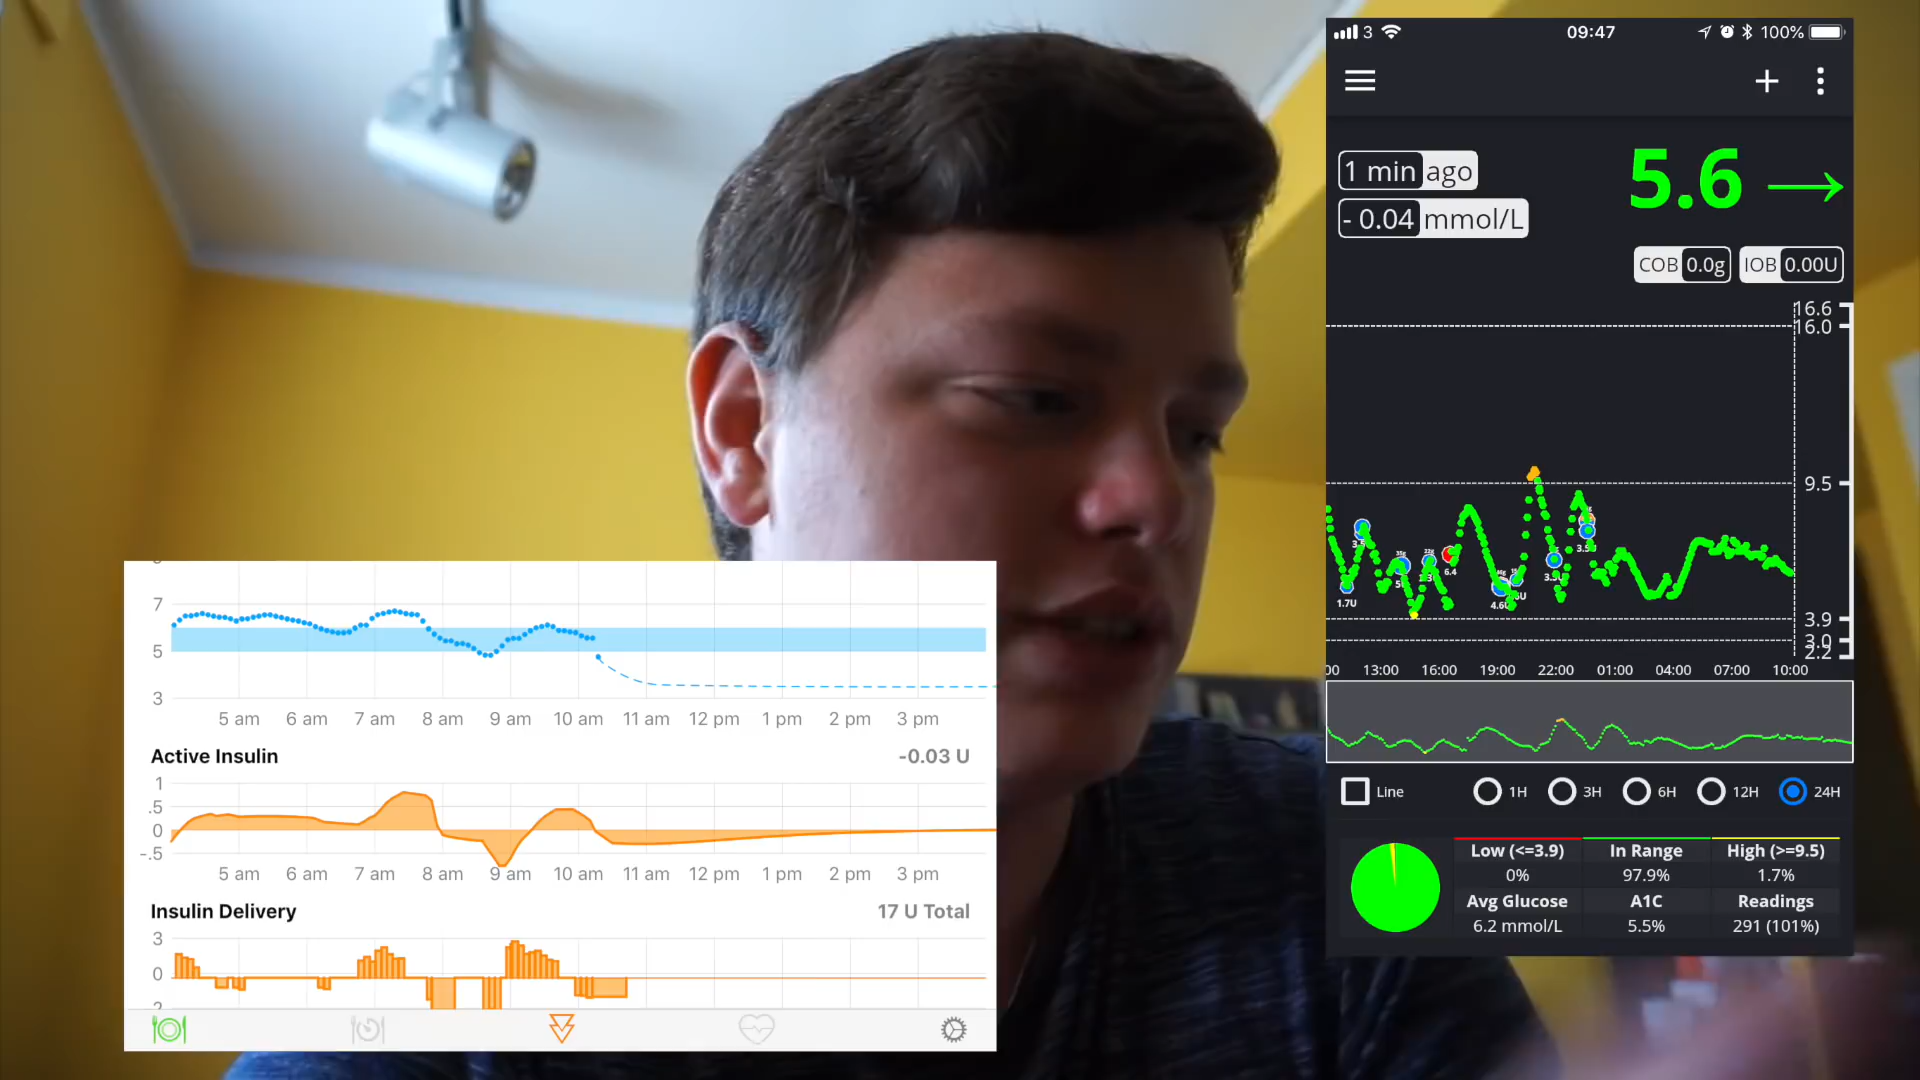 3 09:47 100%
1 min ago
5.6
- 0.04 mmol/L
COB 0.0g IOB 0.00U
16.6
16.0
9.5
3.9
3.0
2.2
1.7U
6.4
13:00 16:00 19:00 22:00 01:00 04:00 07:00 10:00
Line 1H 3H 6H 12H 24H
Low (<=3.9) In Range High (>=9.5)
0% 97.9% 1.7%
Avg Glucose A1C Readings
6.2 mmol/L 5.5% 291 (101%)
7
5
3
5 am 6 am 7 am 8 am 9 am 10 am 11 am 12 pm 1 pm 2 pm 3 pm
Active Insulin -0.03 U
1
.5
0
-.5
5 am 6 am 7 am 8 am 9 am 10 am 11 am 12 pm 1 pm 2 pm 3 pm
Insulin Delivery 17 U Total
3
0